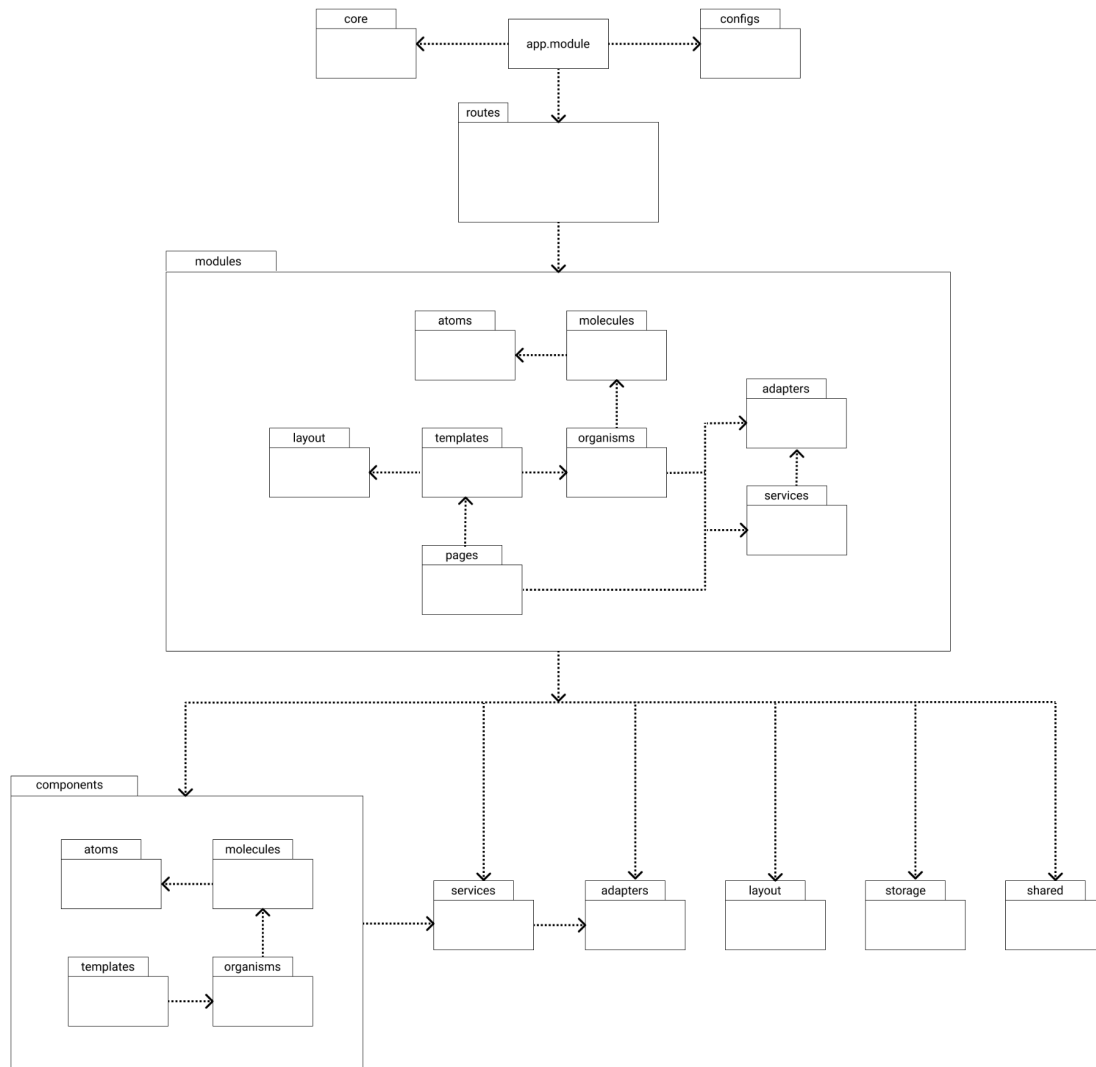 core
app.module
configs
routes
modules
atoms
molecules
adapters
layout
templates
organisms
services
pages
components
atoms
molecules
services
adapters
layout
storage
shared
templates
organisms